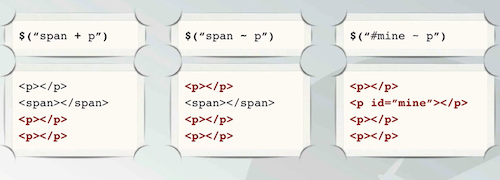 $(“span + p”)
<p></p>
<span></span>
<p></p>
<p></p>
$(“span ~ p”)
<p></p>
<span></span>
<p></p>
<p></p>
$(“#mine ~ p”)
<p></p>
<p id=“mine”></p>
<p></p>
<p></p>